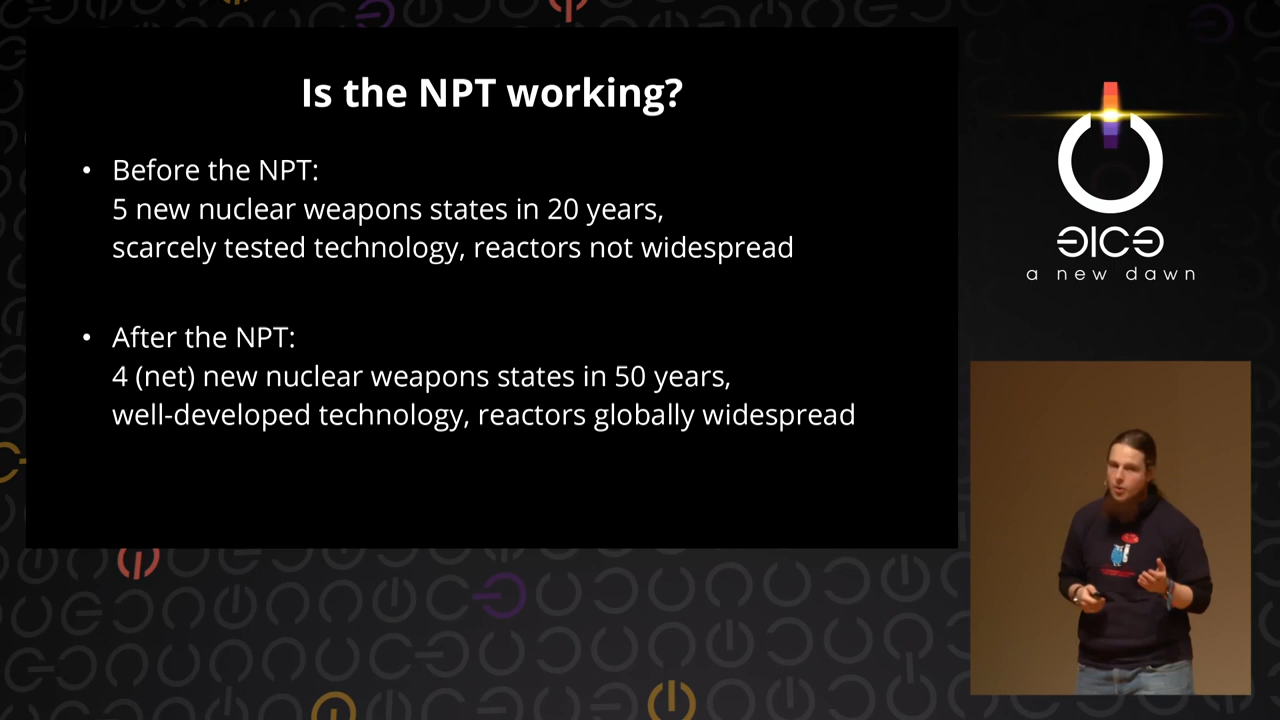 Is the NPT working?
• Before the NPT:
5 new nuclear weapons states in 20 years,
scarcely tested technology, reactors not widespread
• After the NPT:
4 (net) new nuclear weapons states in 50 years,
well-developed technology, reactors globally widespread
a new dawn